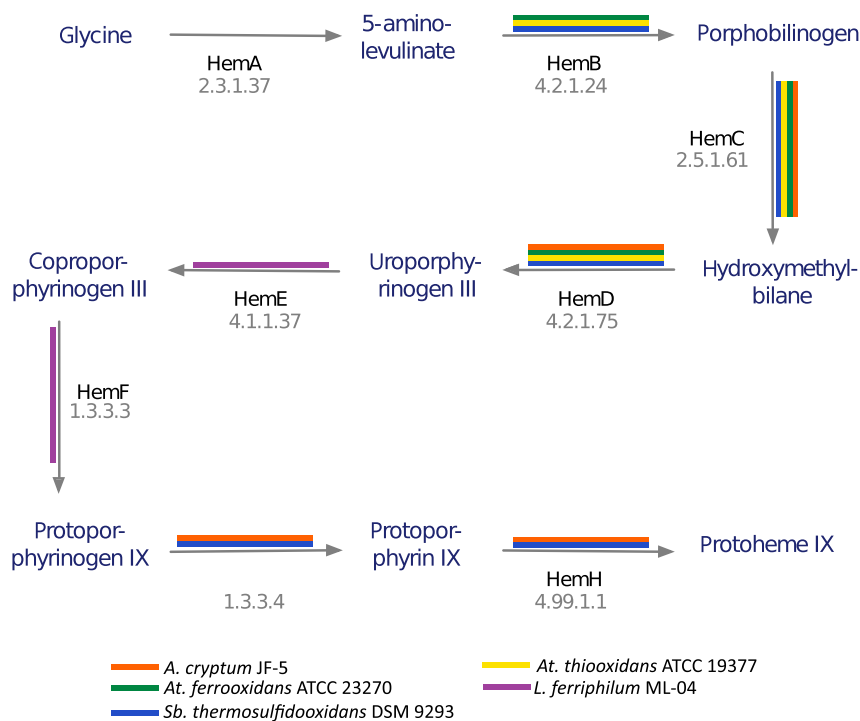 Glycine
5-amino-
levulinate
Porphobilinogen
HemA
2.3.1.37
HemB
4.2.1.24
HemC
2.5.1.61
Copropor-
phyrinogen III
Uroporphy-
rinogen III
Hydroxymethyl-
bilane
HemE
4.1.1.37
HemD
4.2.1.75
HemF
1.3.3.3
Protopor-
phyrinogen IX
Protopor-
phyrin IX
Protoheme IX
1.3.3.4
HemH
4.99.1.1
A. cryptum JF-5
At. ferrooxidans ATCC 23270
Sb. thermosulfidooxidans DSM 9293
At. thiooxidans ATCC 19377
L. ferriphilum ML-04